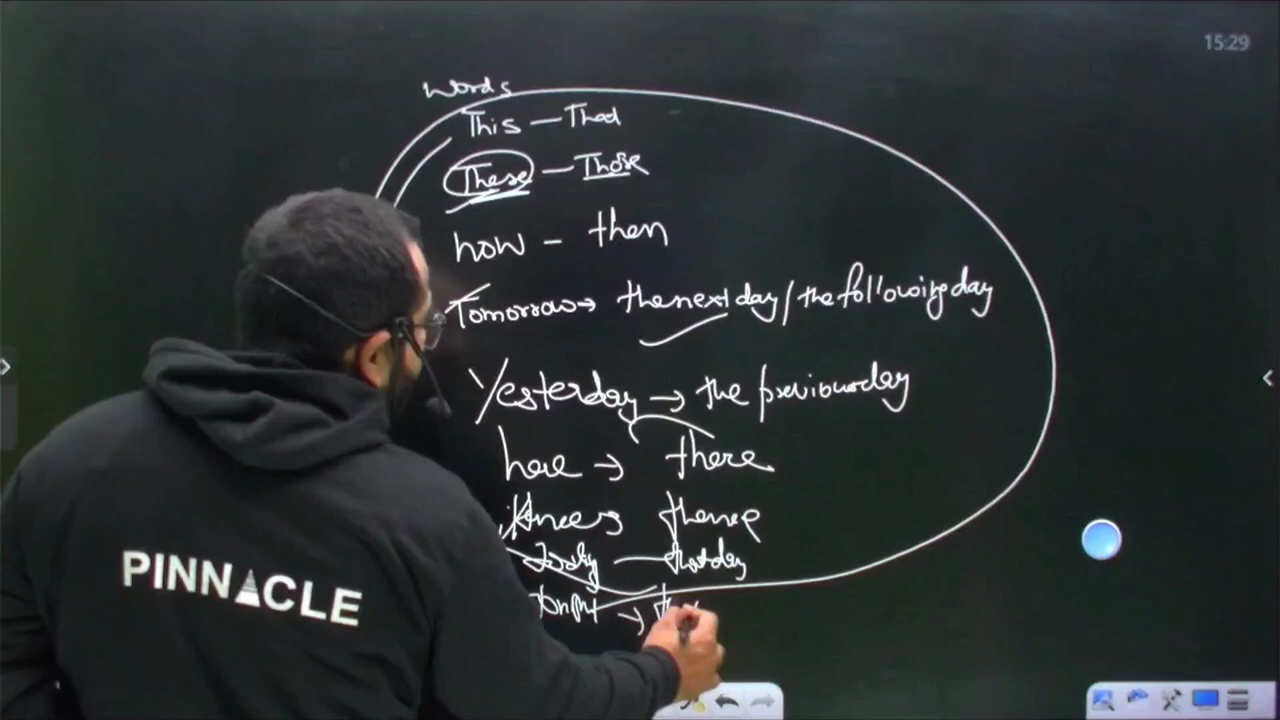 15:29
Words
This — That
These — Those
now - then
Tomorrow → the next day / the following day
Yesterday → the previous day
here → there
thence
Today — that day
→
PINNACLE